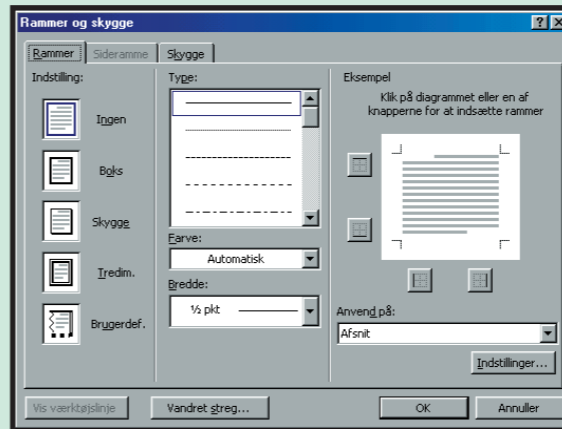 Rammer og skygge
Rammer Sideramme Skygge
Indstilling:
Ingen
Boks
Skygge
Tredim.
Brugerdef.
Type:
Farve:
Automatisk
Bredde:
½ pkt
Eksempel
Klik på diagrammet eller en af
knapperne for at indsætte rammer
Anvend på:
Afsnit
Indstillinger...
Vis værktøjslinje Vandret streg... OK Annuller